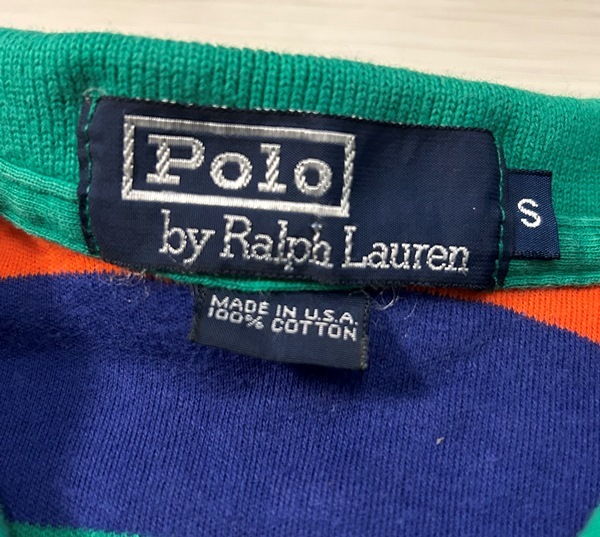 Polo
by Ralph Lauren
S
MADE IN U.S.A.
100% COTTON